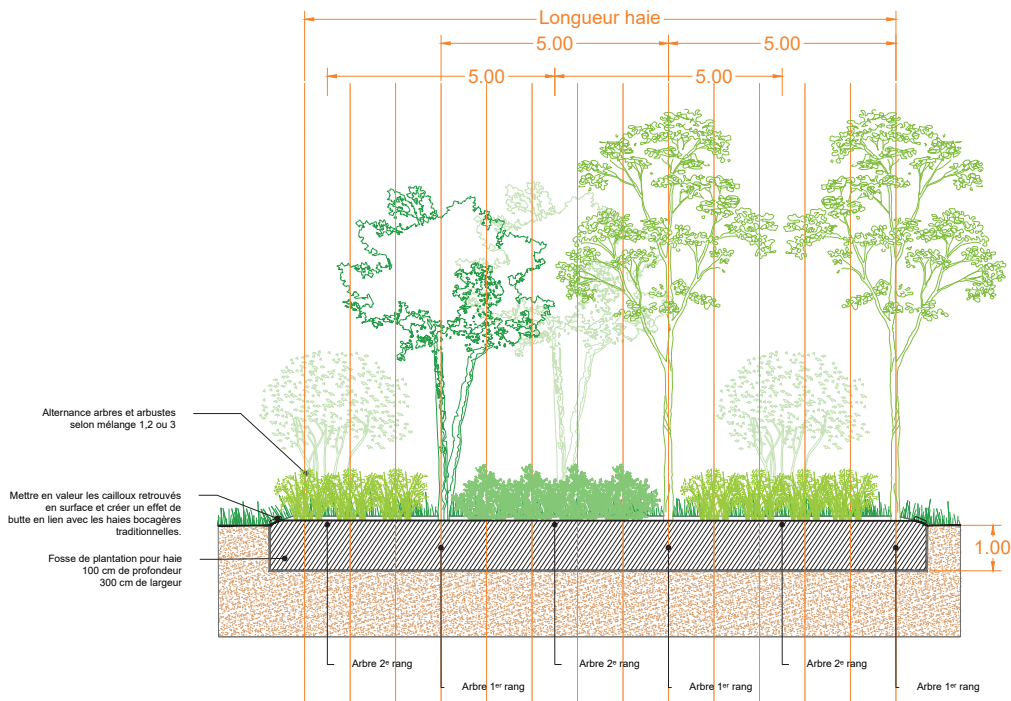 Longueur haie
5.00
5.00
5.00
5.00
Alternance arbres et arbustes
selon mélange 1,2 ou 3
Mettre en valeur les cailloux retrouvés
en surface et créer un effet de
butte en lien avec les haies bocagères
traditionnelles.
Fosse de plantation pour haie
100 cm de profondeur
300 cm de largeur
1.00
Arbre 2e rang
Arbre 2e rang
Arbre 2e rang
Arbre 1er rang
Arbre 1er rang
Arbre 1er rang